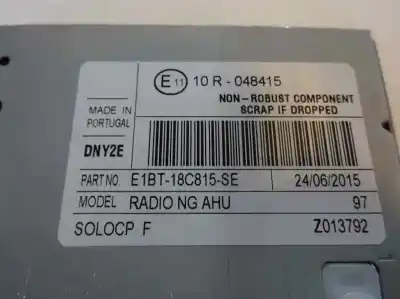 E 11 10 R - 048415
NON-ROBUST COMPONENT
SCRAP IF DROPPED
MADE IN
PORTUGAL
DNY2E
PART NO. E1BT-18C815-SE 24/06/2015
MODEL RADIO NG AHU 97
SOLOCP F Z013792